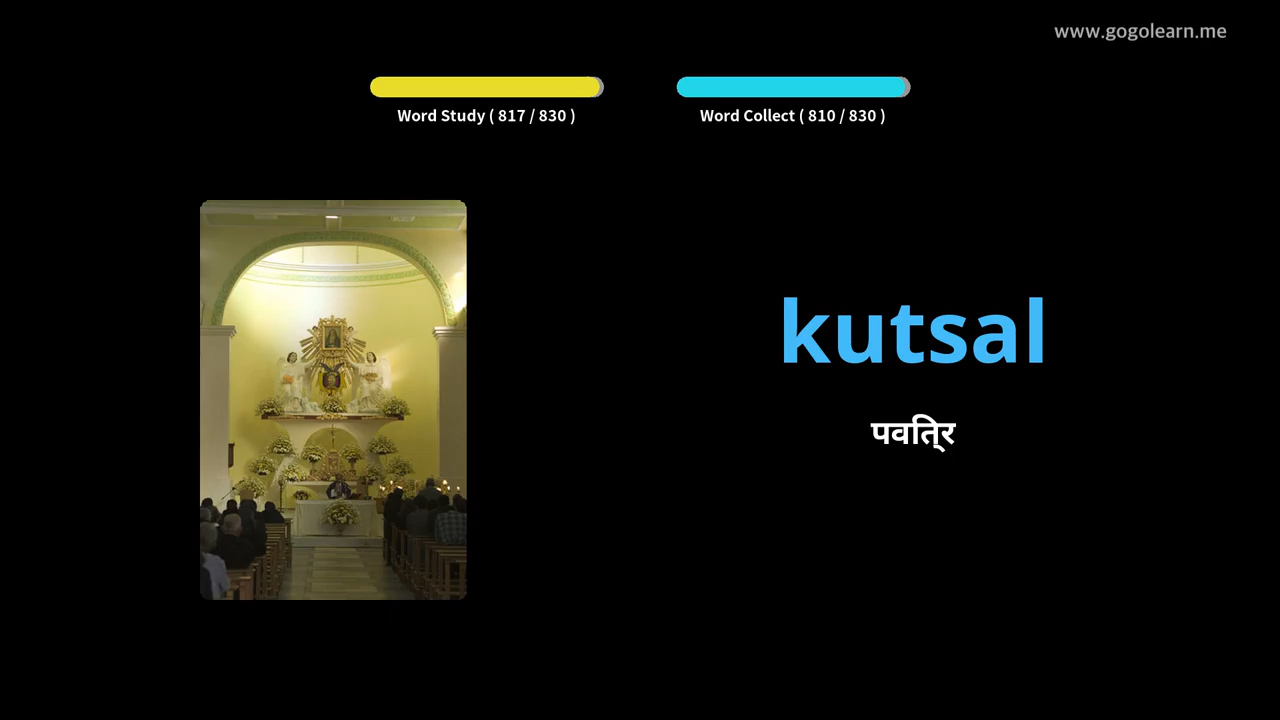 www.gogolearn.me
Word Study ( 817 / 830 )
Word Collect ( 810 / 830 )
kutsal
पवित्र